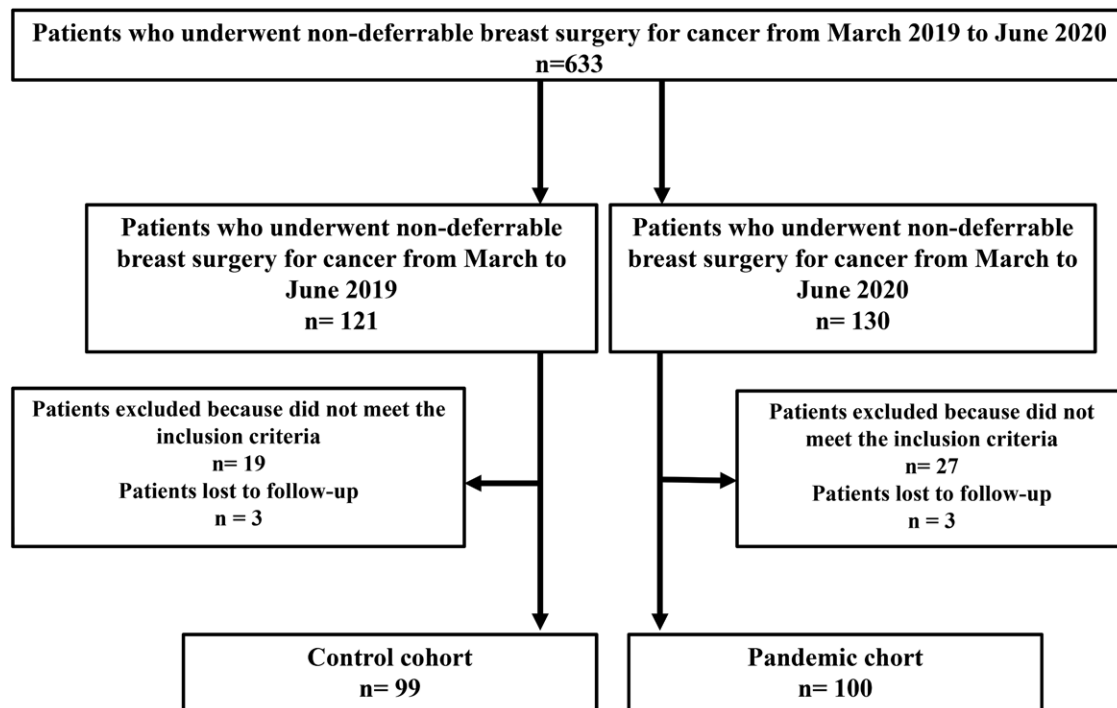 Patients who underwent non-deferrable breast surgery for cancer from March 2019 to June 2020
n=633
Patients who underwent non-deferrable
breast surgery for cancer from March to
June 2019
n= 121
Patients who underwent non-deferrable
breast surgery for cancer from March to
June 2020
n= 130
Patients excluded because did not meet the
inclusion criteria
n= 19
Patients lost to follow-up
n = 3
Patients excluded because did not
meet the inclusion criteria
n= 27
Patients lost to follow-up
n = 3
Control cohort
n= 99
Pandemic chort
n= 100